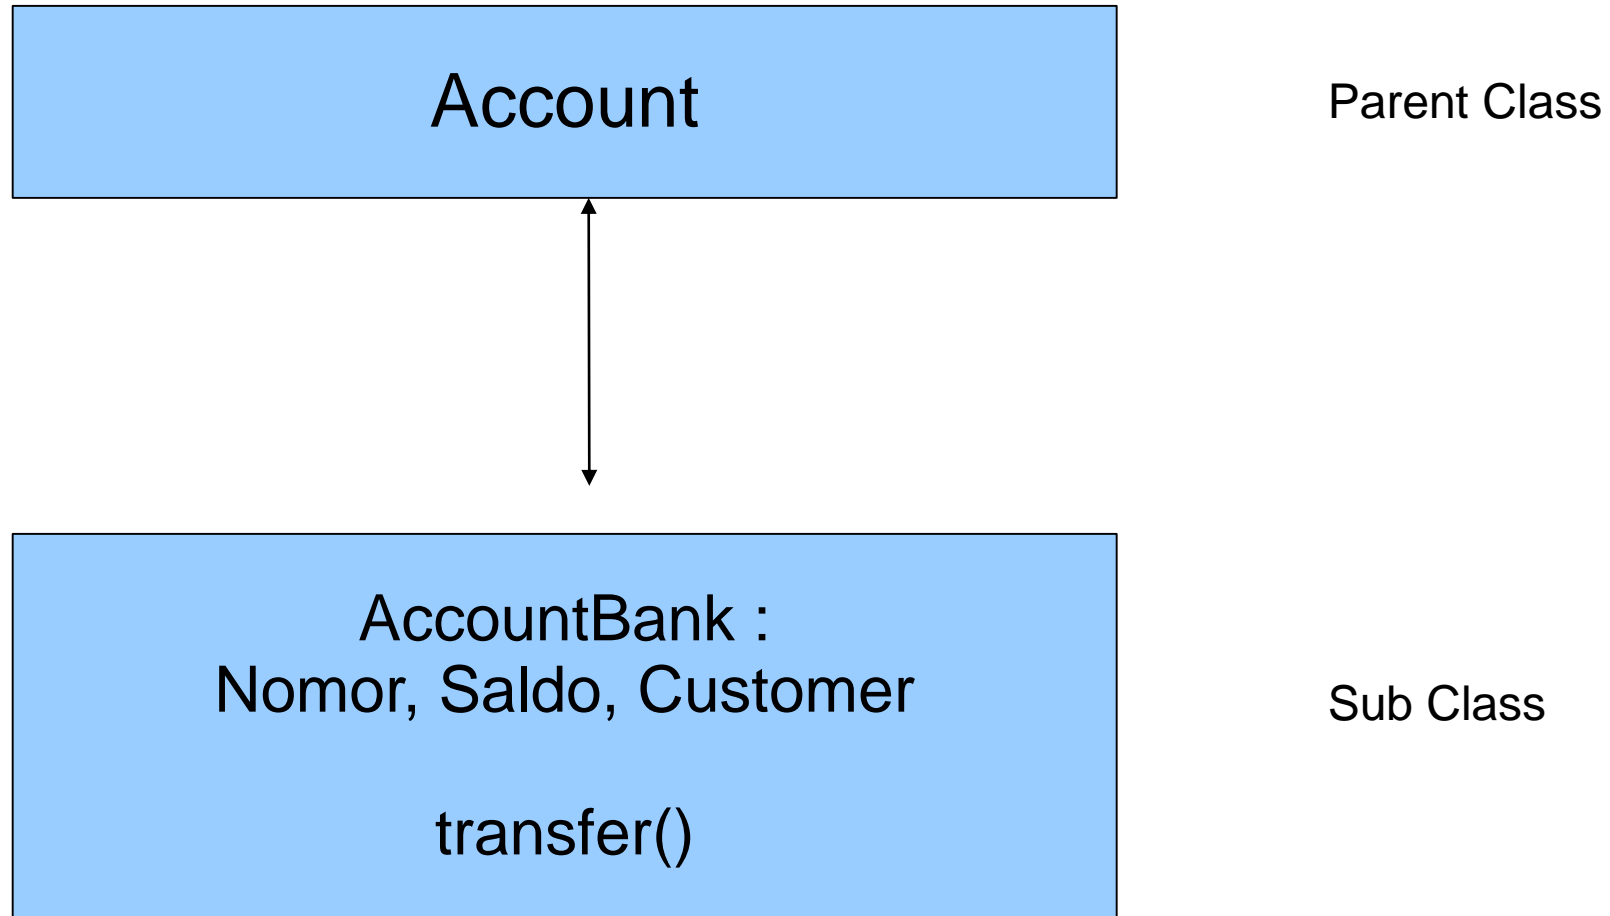 Account
Parent Class
AccountBank :
Nomor, Saldo, Customer
Sub Class
transfer()